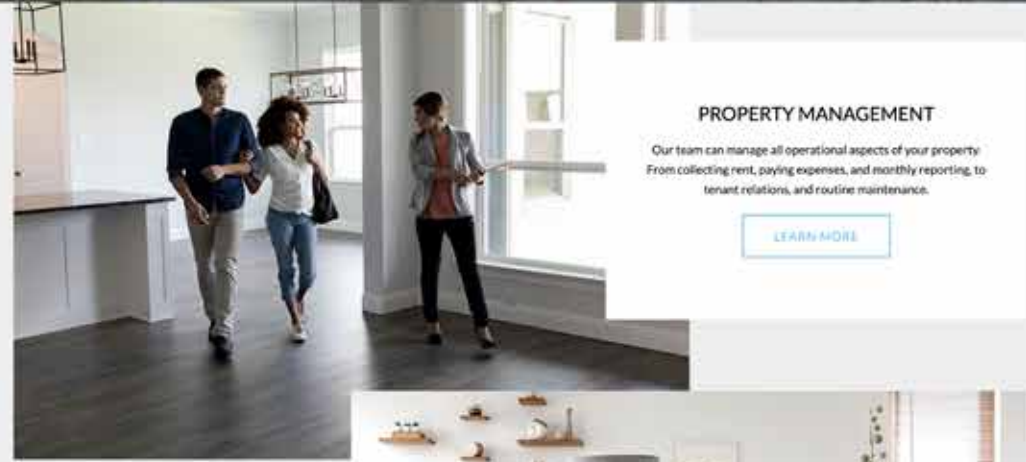 PROPERTY MANAGEMENT
Our team can manage all operational aspects of your property
From collecting rent, paying expenses, and monthly reporting, to
tenant relations, and routine maintenance.
LEARN MORE